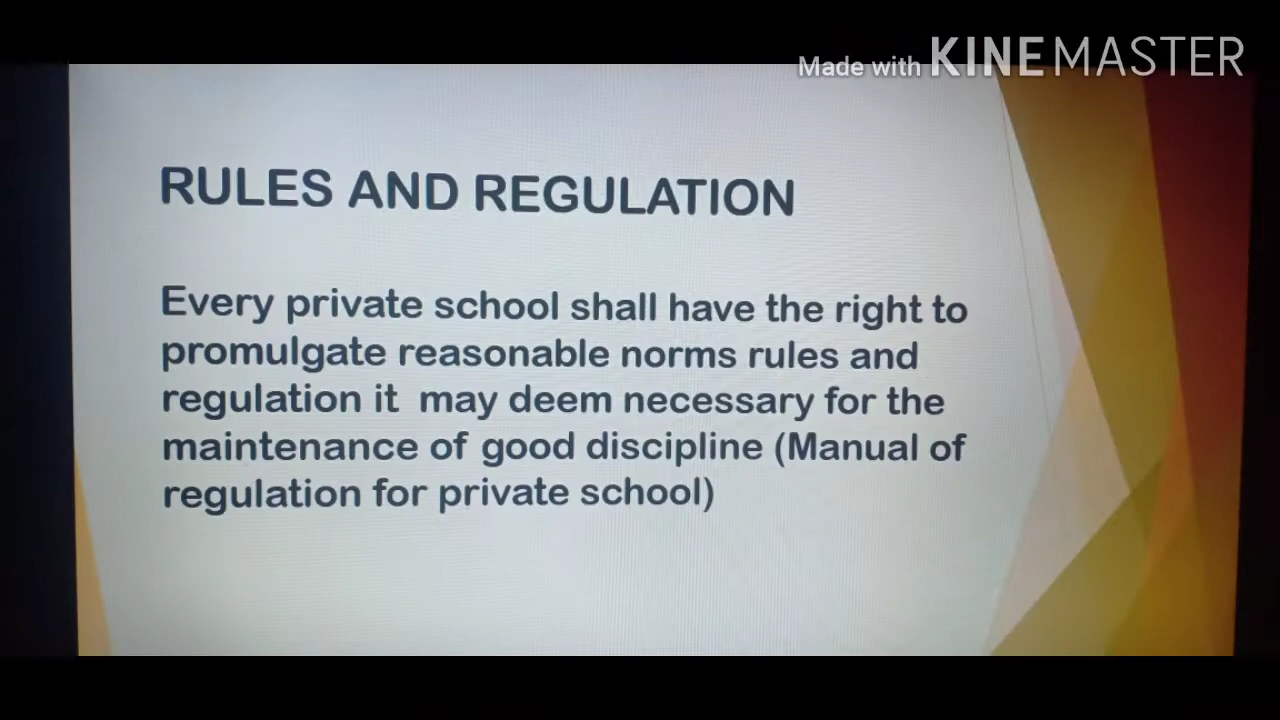 Made with KINEMASTER
RULES AND REGULATION
Every private school shall have the right to
promulgate reasonable norms rules and
regulation it may deem necessary for the
maintenance of good discipline (Manual of
regulation for private school)